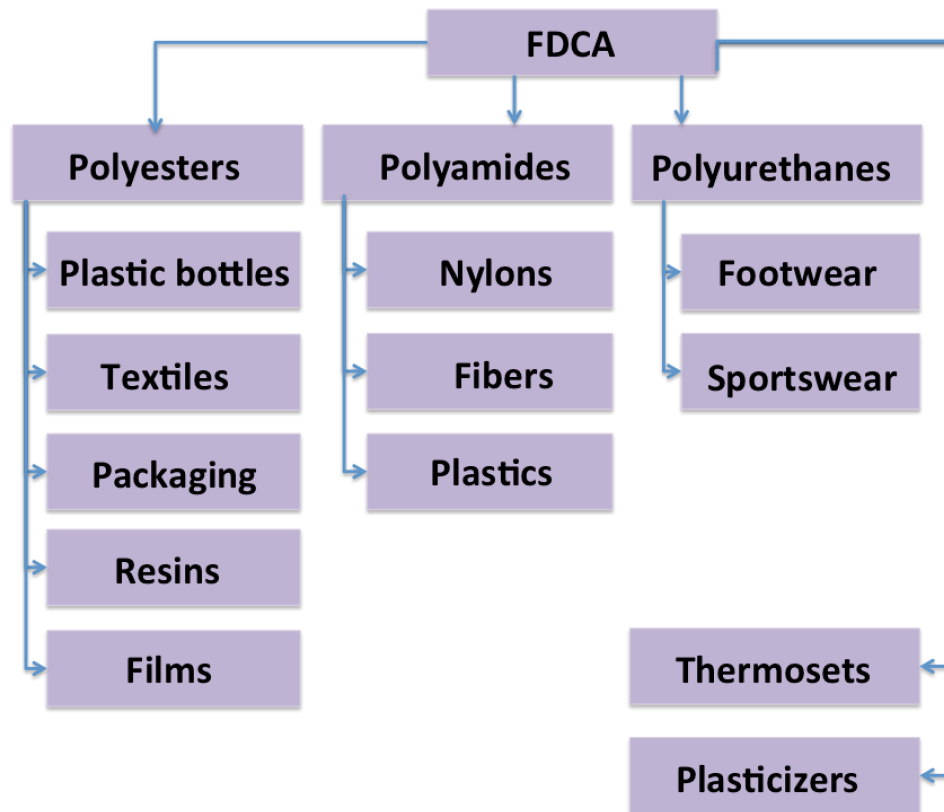 FDCA
Polyesters
Polyamides
Polyurethanes
Plastic bottles
Nylons
Footwear
Textiles
Fibers
Sportswear
Packaging
Plastics
Resins
Films
Thermosets
Plasticizers